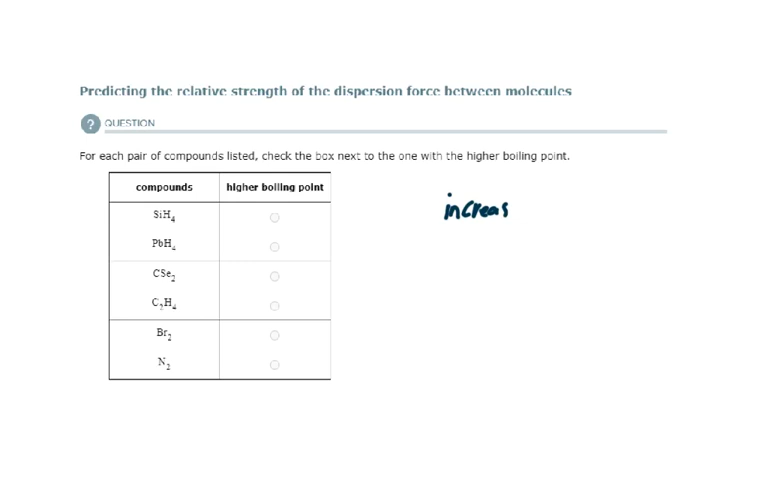 Predicting the relative strength of the dispersion force between molecules
? QUESTION
For each pair of compounds listed, check the box next to the one with the higher boiling point.
compounds higher boiling point
SiH₄
PbH₄
CSe₂
C₂H₄
Br₂
N₂
increas